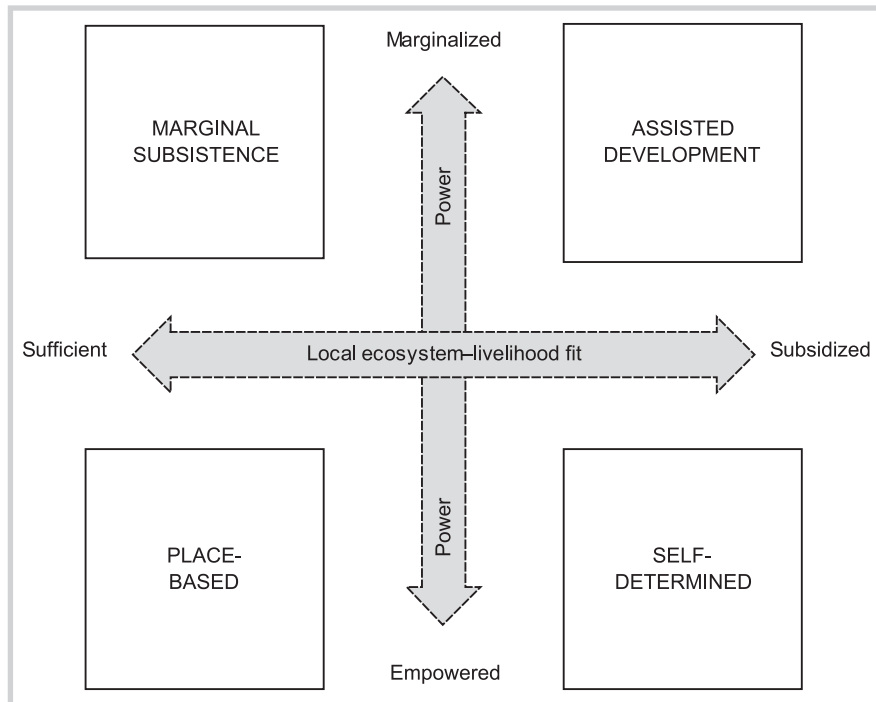 Marginalized
MARGINAL
SUBSISTENCE
ASSISTED
DEVELOPMENT
Power
Sufficient
Local ecosystem–livelihood fit
Subsidized
Power
PLACE-
BASED
SELF-
DETERMINED
Empowered